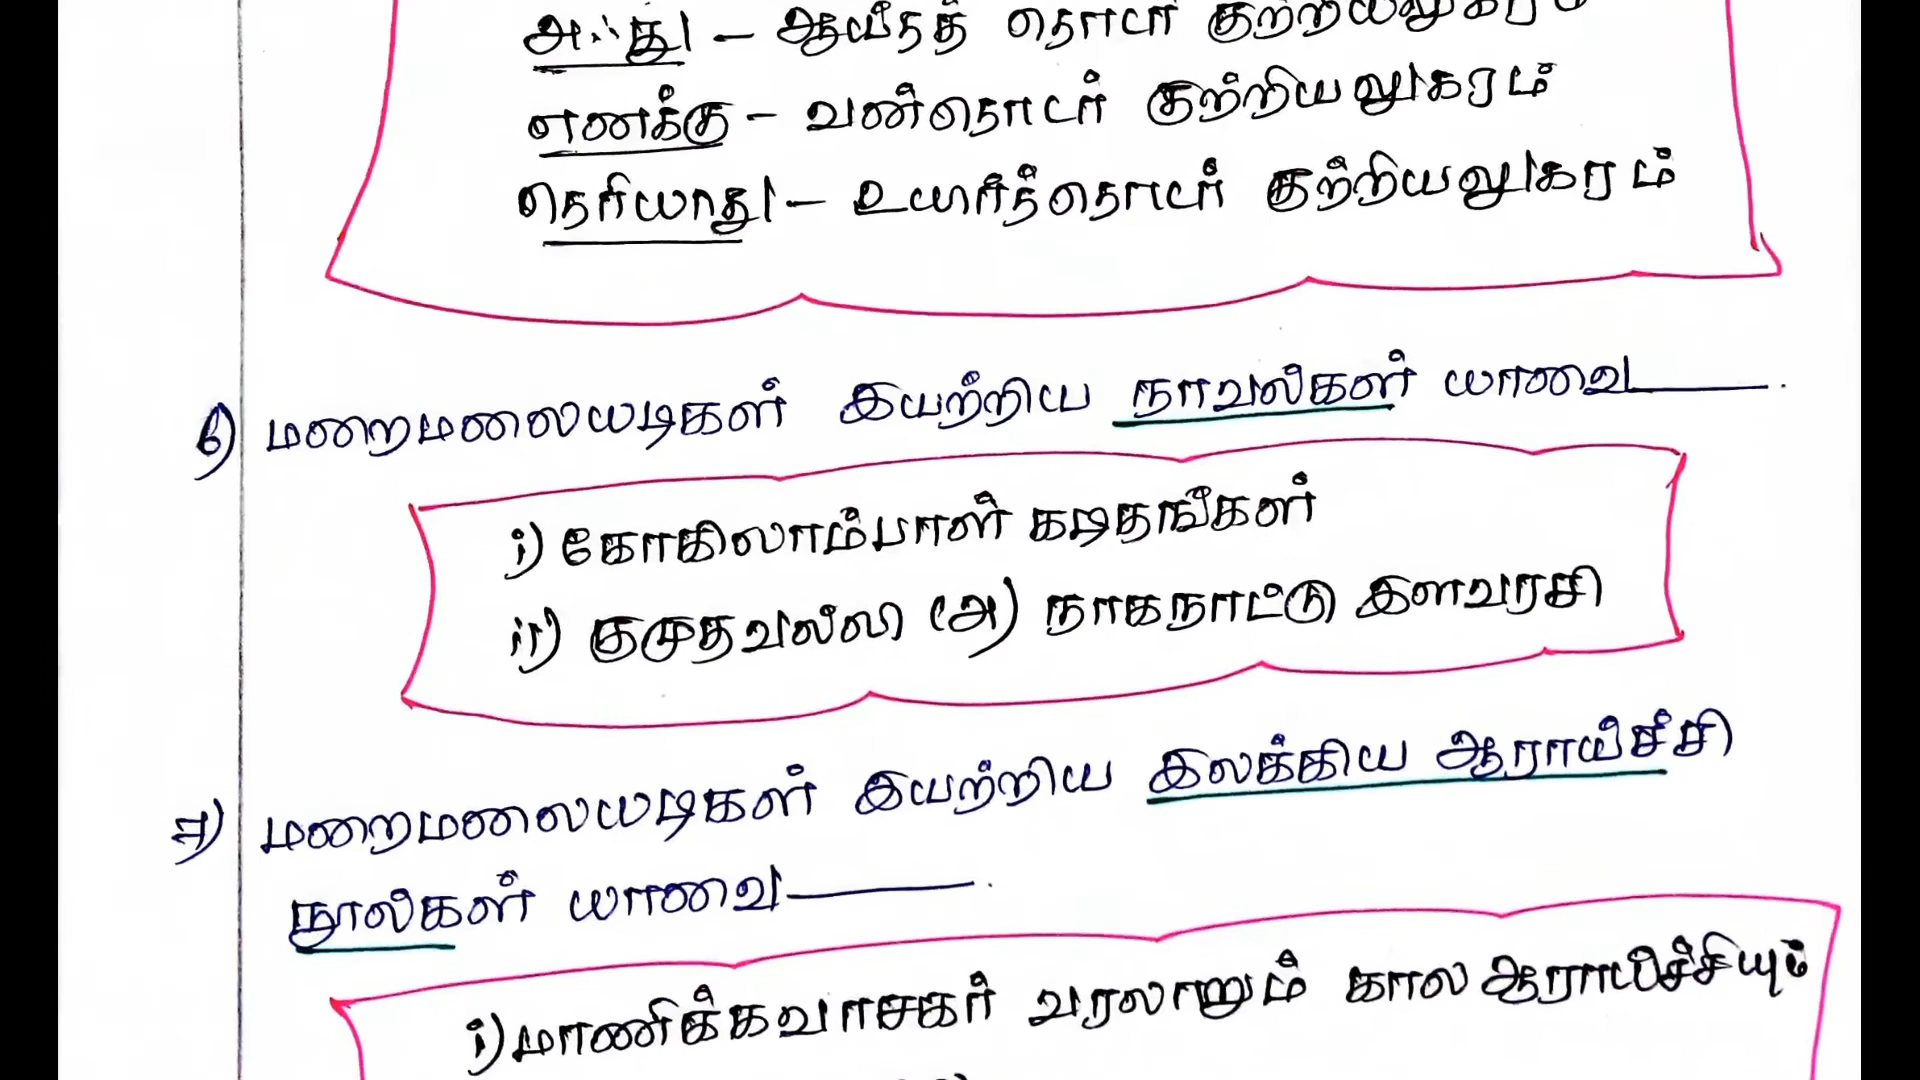 அஃது - ஆய்தத் தொடர் குற்றியலுகரம்
எனக்கு - வன்தொடர் குற்றியலுகரம்
தெரியாது - உயிர்த்தொடர் குற்றியலுகரம்
6) மறைமலையடிகள் இயற்றிய நாவல்கள் யாவை______.
i) கோகிலாம்பாள் கடிதங்கள்
ii) குமுதவல்லி (அ) நாகநாட்டு இளவரசி
7) மறைமலையடிகள் இயற்றிய இலக்கிய ஆராய்ச்சி
நூல்கள் யாவை______.
i) மாணிக்கவாசகர் வரலாறும் கால ஆராய்ச்சியும்